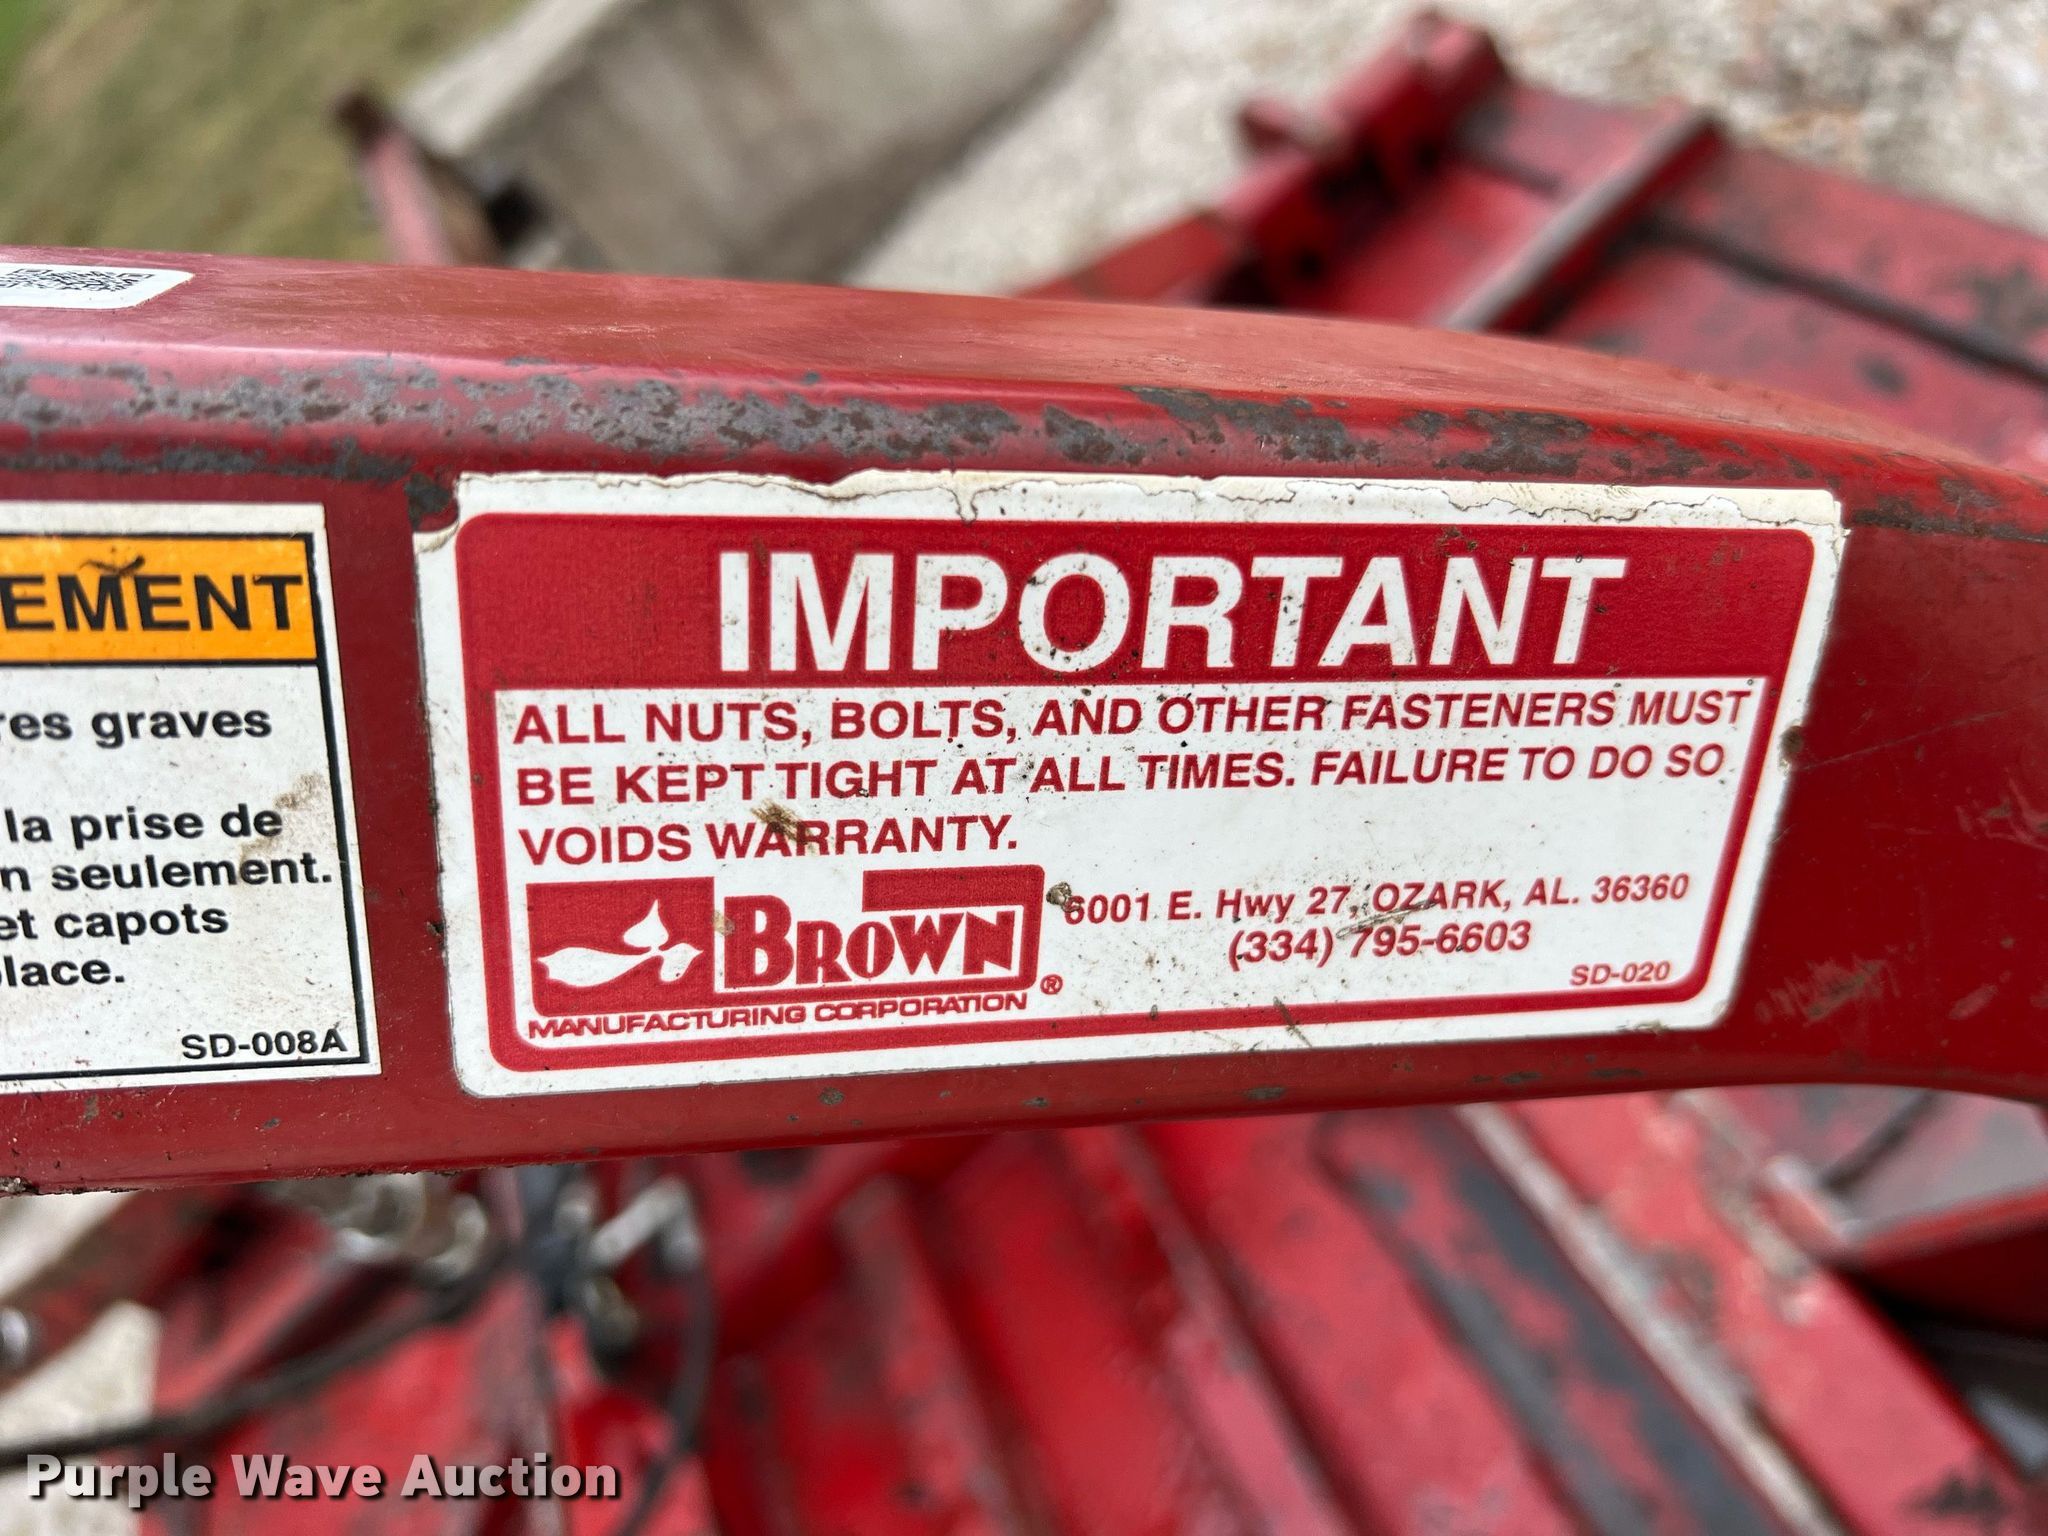 EMENT
res graves
la prise de
n seulement.
et capots
place.
SD-008A
IMPORTANT
ALL NUTS, BOLTS, AND OTHER FASTENERS MUST
BE KEPT TIGHT AT ALL TIMES. FAILURE TO DO SO
VOIDS WARRANTY.
BROWN
MANUFACTURING CORPORATION ®
6001 E. Hwy 27, OZARK, AL. 36360
(334) 795-6603
SD-020
Purple Wave Auction